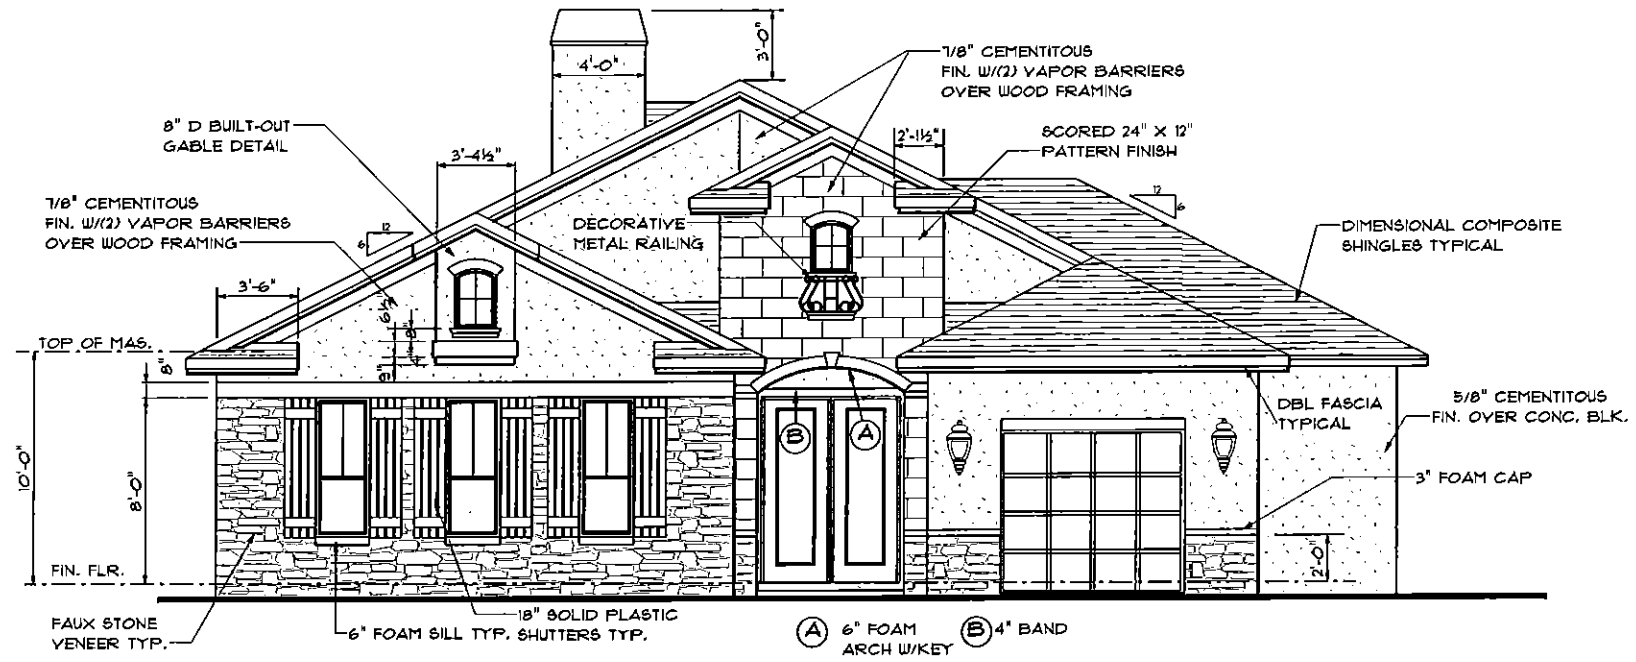 3'-0"
4'-0"
7/8" CEMENTITOUS
FIN. W/(2) VAPOR BARRIERS
OVER WOOD FRAMING
8" D BUILT-OUT
GABLE DETAIL
3'-4½"
2'-1½"
SCORED 24" X 12"
PATTERN FINISH
7/8" CEMENTITOUS
FIN. W/(2) VAPOR BARRIERS
OVER WOOD FRAMING
12
6
DECORATIVE
METAL RAILING
12
6
DIMENSIONAL COMPOSITE
SHINGLES TYPICAL
3'-6"
8"
4"
9"
TOP OF MAS.
8"
10'-0"
8'-0"
B
A
DBL FASCIA
TYPICAL
5/8" CEMENTITOUS
FIN. OVER CONC. BLK.
3" FOAM CAP
2'-0"
FIN. FLR.
FAUX STONE
VENEER TYP.
6" FOAM SILL TYP.
18" SOLID PLASTIC
SHUTTERS TYP.
A 6" FOAM
ARCH W/KEY
B 4" BAND